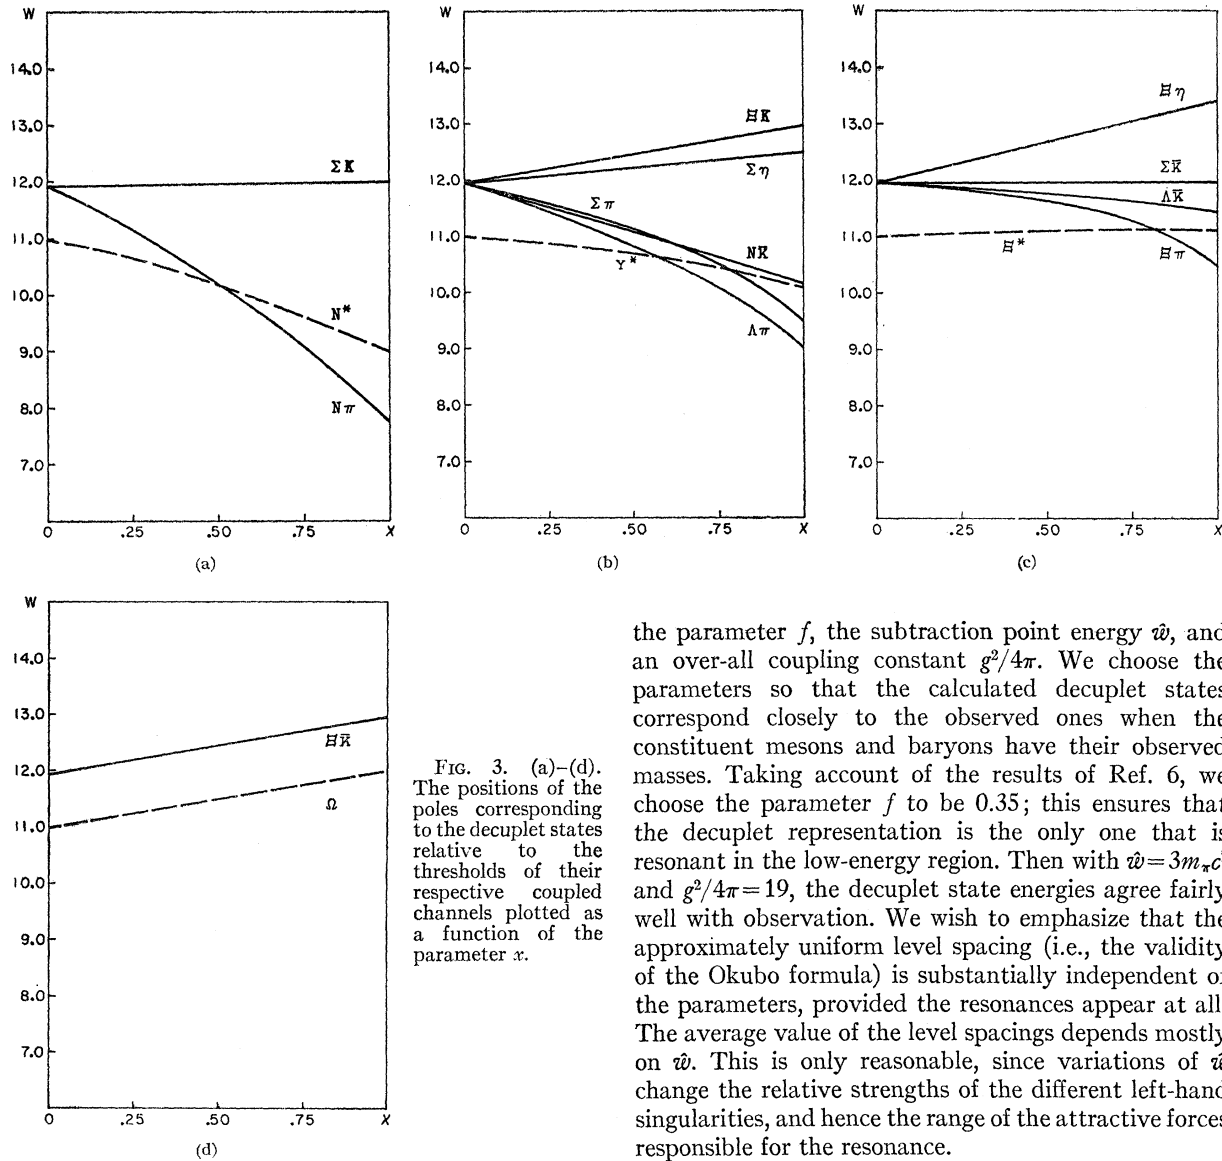 W
14.0
13.0
12.0
11.0
10.0
9.0
8.0
7.0
ΣK
N*
Nπ
0 .25 .50 .75 X
(a)
W
14.0
13.0
12.0
11.0
10.0
9.0
8.0
7.0
ΞK
Ση
Σπ
NK̅
Y*
Λπ
0 .25 .50 .75 X
(b)
W
14.0
13.0
12.0
11.0
10.0
9.0
8.0
7.0
Ξη
ΣK̅
ΛK̅
Ξ*
Ξπ
0 .25 .50 .75 X
(c)
W
14.0
13.0
12.0
11.0
10.0
9.0
8.0
7.0
ΞK̅
Ω
0 .25 .50 .75 X
(d)
FIG. 3. (a)–(d).
The positions of the
poles corresponding
to the decuplet states
relative to the
thresholds of their
respective coupled
channels plotted as
a function of the
parameter x.
the parameter f, the subtraction point energy ŵ, and
an over-all coupling constant g²/4π. We choose the
parameters so that the calculated decuplet states
correspond closely to the observed ones when the
constituent mesons and baryons have their observed
masses. Taking account of the results of Ref. 6, we
choose the parameter f to be 0.35; this ensures that
the decuplet representation is the only one that is
resonant in the low-energy region. Then with ŵ=3mπc
and g²/4π=19, the decuplet state energies agree fairly
well with observation. We wish to emphasize that the
approximately uniform level spacing (i.e., the validity
of the Okubo formula) is substantially independent of
the parameters, provided the resonances appear at all
The average value of the level spacings depends mostly
on ŵ. This is only reasonable, since variations of ŵ
change the relative strengths of the different left-hand
singularities, and hence the range of the attractive forces
responsible for the resonance.